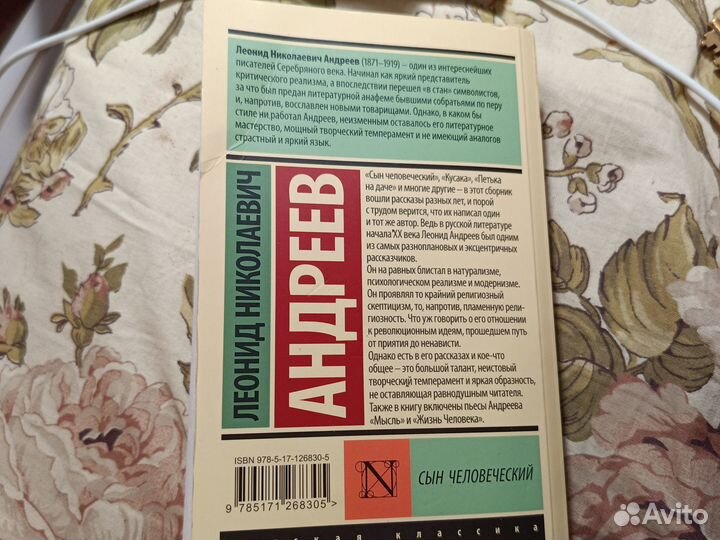 Леонид Николаевич Андреев (1871–1919) – один из интереснейших
писателей Серебряного века. Начинал как яркий представитель
критического реализма, а впоследствии перешел «в стан» символистов,
за что был предан литературной анафеме бывшими собратьями по перу
и, напротив, восславлен новыми товарищами. Однако, в каком бы
стиле ни работал Андреев, неизменным оставалось его литературное
мастерство, мощный творческий темперамент и не имеющий аналогов
страстный и яркий язык.
ЛЕОНИД НИКОЛАЕВИЧ
АНДРЕЕВ
«Сын человеческий», «Кусака», «Петька
на даче» и многие другие – в этот сборник
вошли рассказы разных лет, и порой
с трудом верится, что их написал один
и тот же автор. Ведь в русской литературе
начала XX века Леонид Андреев был одним
из самых разноплановых и эксцентричных
рассказчиков.
Он на равных блистал в натурализме,
психологическом реализме и модернизме.
Он проявлял то крайний религиозный
скептицизм, то, напротив, пламенную рели-
гиозность. Что уж говорить о его отношении
к революционным идеям, прошедшем путь
от приятия до ненависти.
Однако есть в его рассказах и кое-что
общее – это большой талант, неистовый
творческий темперамент и яркая образность,
не оставляющая равнодушным читателя.
Также в книгу включены пьесы Андреева
«Мысль» и «Жизнь Человека».
ISBN 978-5-17-126830-5
9 785171 268305 >
N
СЫН ЧЕЛОВЕЧЕСКИЙ
классика
Avito